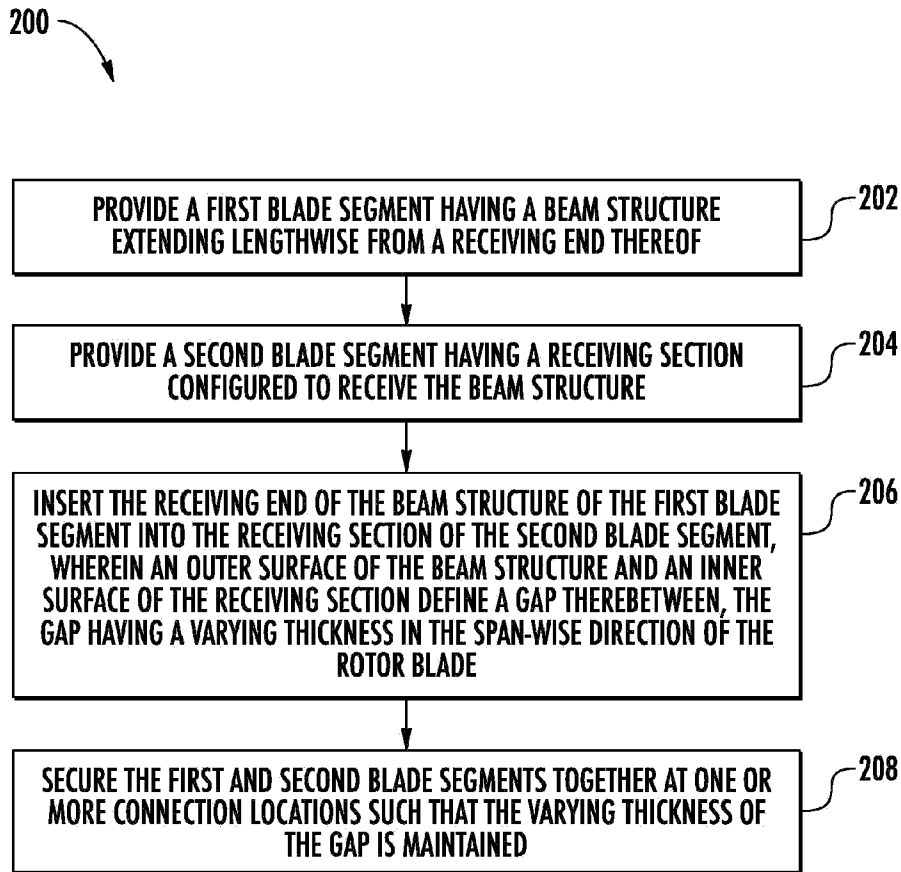 200
PROVIDE A FIRST BLADE SEGMENT HAVING A BEAM STRUCTURE
EXTENDING LENGTHWISE FROM A RECEIVING END THEREOF
202
PROVIDE A SECOND BLADE SEGMENT HAVING A RECEIVING SECTION
CONFIGURED TO RECEIVE THE BEAM STRUCTURE
204
INSERT THE RECEIVING END OF THE BEAM STRUCTURE OF THE FIRST BLADE
SEGMENT INTO THE RECEIVING SECTION OF THE SECOND BLADE SEGMENT,
WHEREIN AN OUTER SURFACE OF THE BEAM STRUCTURE AND AN INNER
SURFACE OF THE RECEIVING SECTION DEFINE A GAP THEREBETWEEN, THE
GAP HAVING A VARYING THICKNESS IN THE SPAN-WISE DIRECTION OF THE
ROTOR BLADE
206
SECURE THE FIRST AND SECOND BLADE SEGMENTS TOGETHER AT ONE OR
MORE CONNECTION LOCATIONS SUCH THAT THE VARYING THICKNESS OF
THE GAP IS MAINTAINED
208